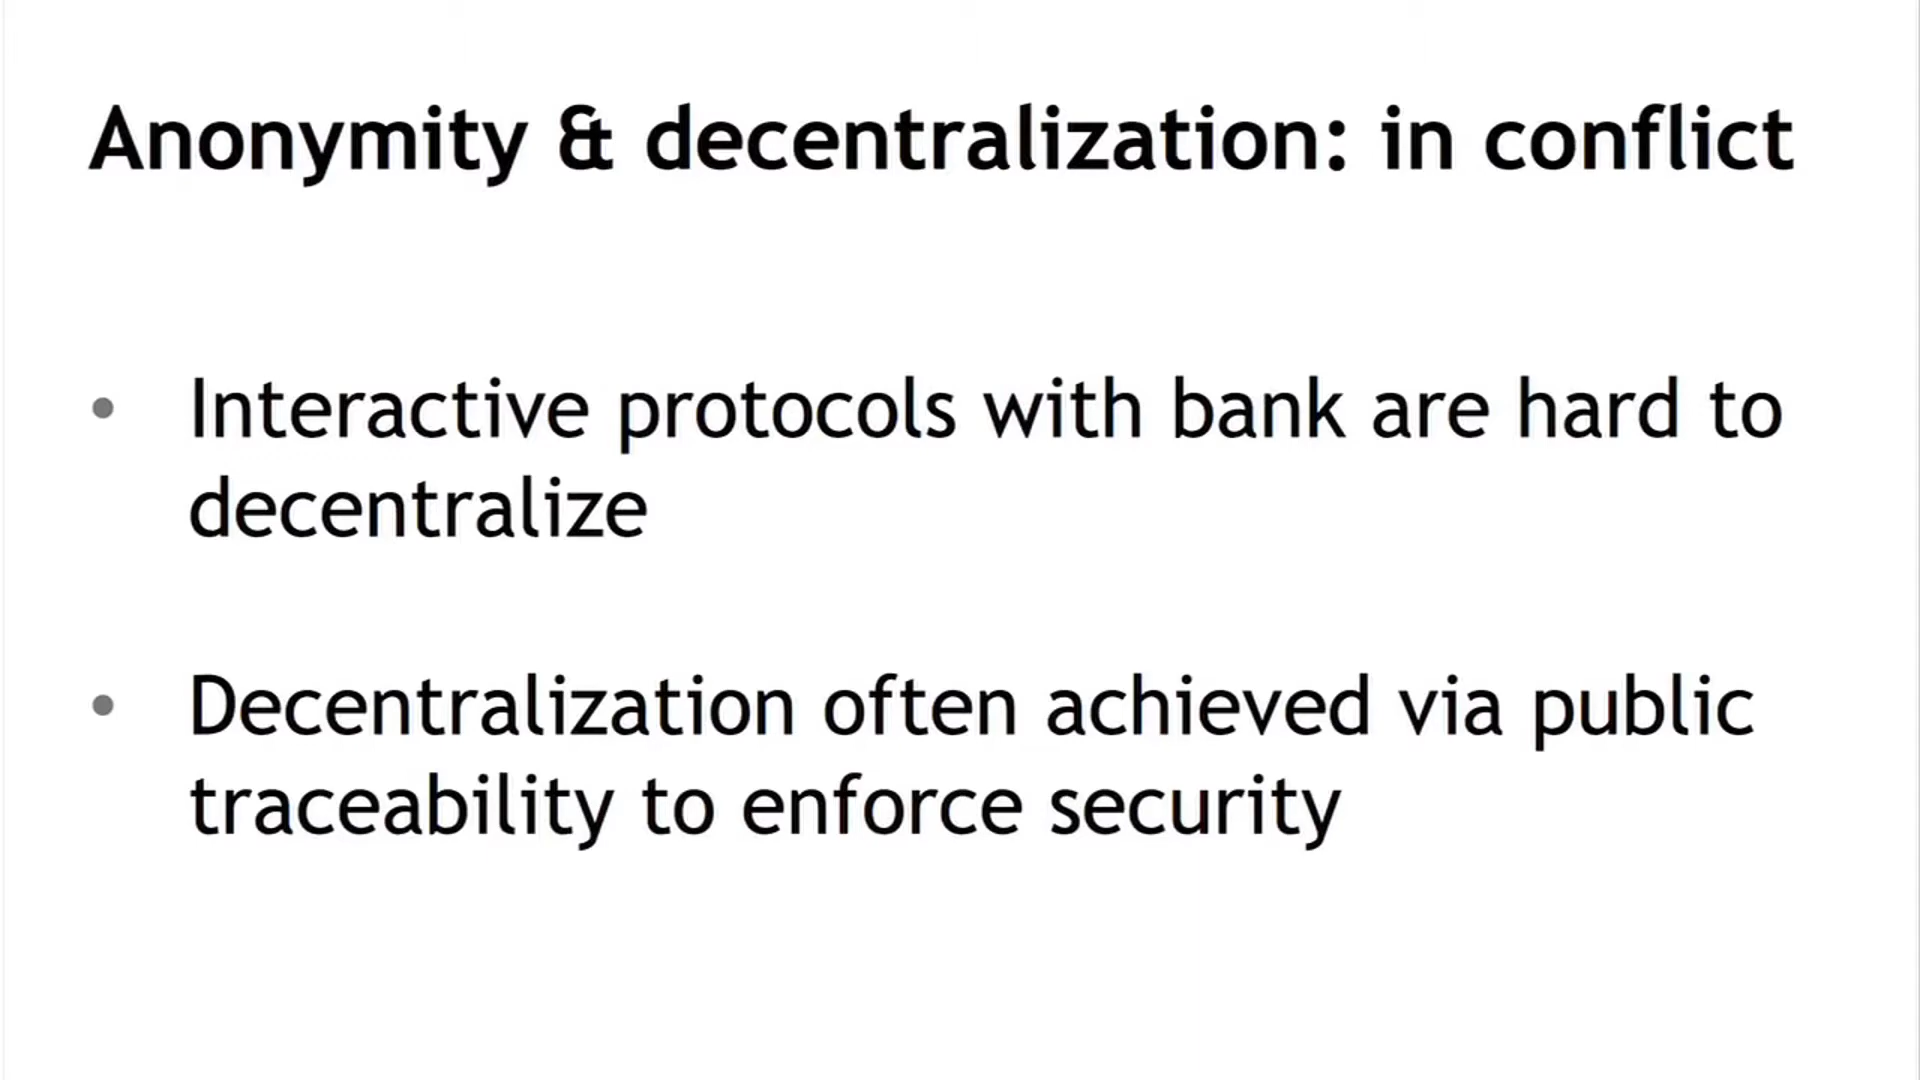 Anonymity & decentralization: in conflict
• Interactive protocols with bank are hard to
decentralize
• Decentralization often achieved via public
traceability to enforce security